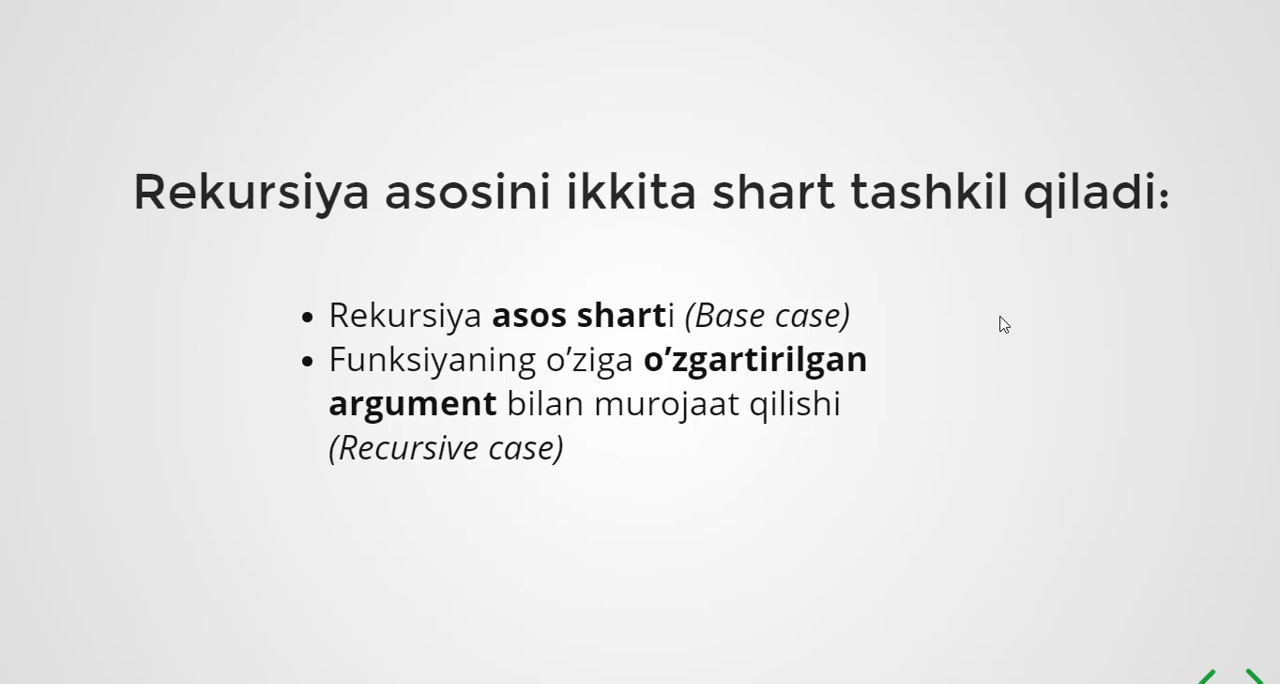 Rekursiya asosini ikkita shart tashkil qiladi:
• Rekursiya asos sharti (Base case)
• Funksiyaning o’ziga o’zgartirilgan
argument bilan murojaat qilishi
(Recursive case)